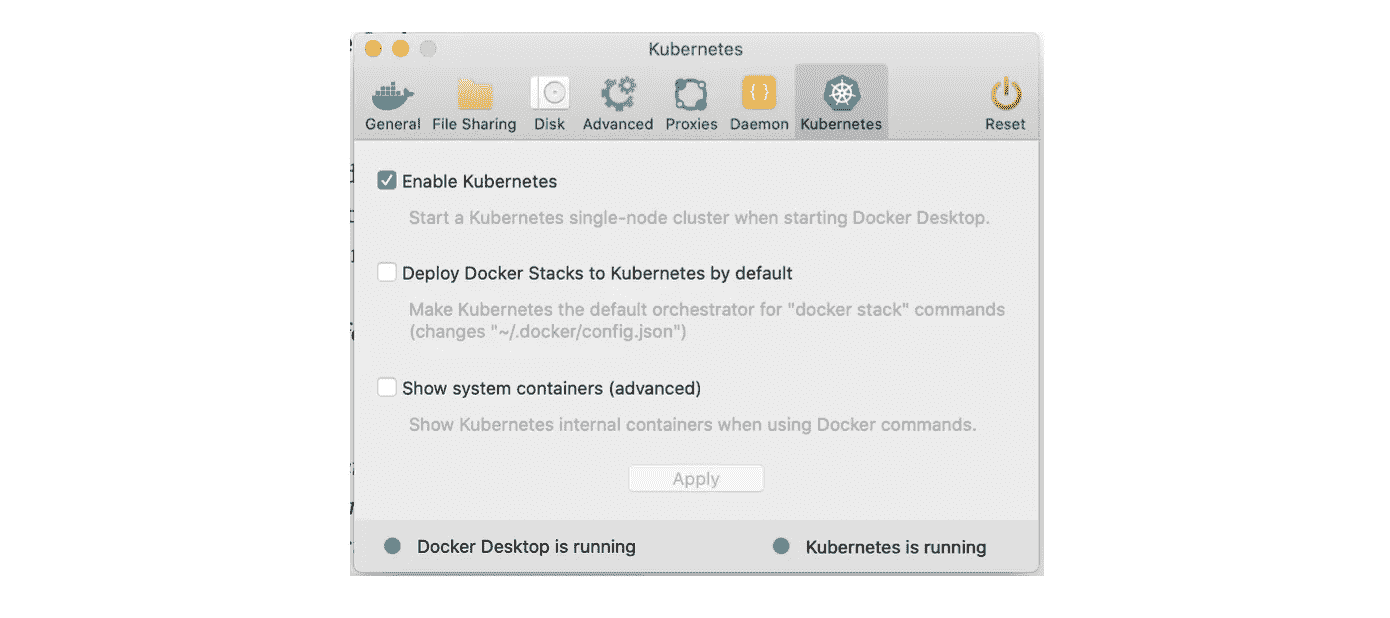 Kubernetes
General File Sharing Disk Advanced Proxies Daemon Kubernetes Reset
Enable Kubernetes
Start a Kubernetes single-node cluster when starting Docker Desktop.
Deploy Docker Stacks to Kubernetes by default
Make Kubernetes the default orchestrator for "docker stack" commands
(changes "~/.docker/config.json")
Show system containers (advanced)
Show Kubernetes internal containers when using Docker commands.
Apply
Docker Desktop is running Kubernetes is running